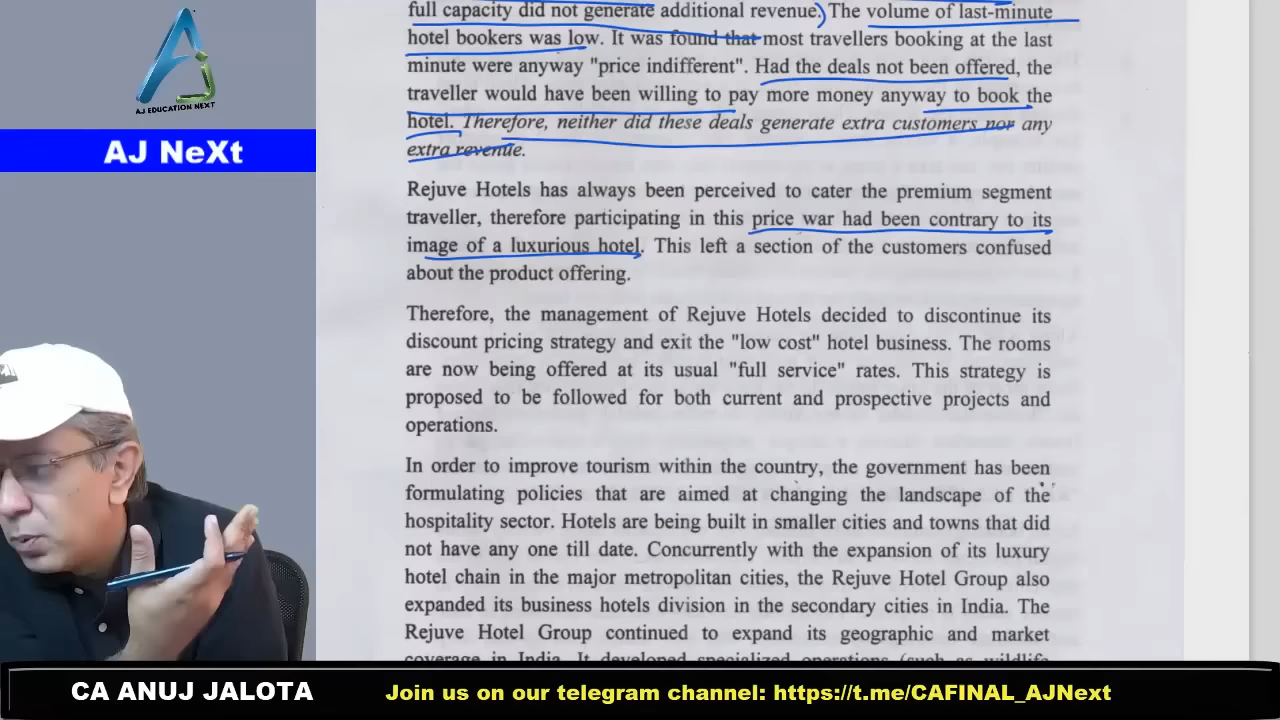 full capacity did not generate additional revenue. The volume of last-minute
hotel bookers was low. It was found that most travellers booking at the last
minute were anyway "price indifferent". Had the deals not been offered, the
traveller would have been willing to pay more money anyway to book the
hotel. Therefore, neither did these deals generate extra customers nor any
extra revenue.
Rejuve Hotels has always been perceived to cater the premium segment
traveller, therefore participating in this price war had been contrary to its
image of a luxurious hotel. This left a section of the customers confused
about the product offering.
Therefore, the management of Rejuve Hotels decided to discontinue its
discount pricing strategy and exit the "low cost" hotel business. The rooms
are now being offered at its usual "full service" rates. This strategy is
proposed to be followed for both current and prospective projects and
operations.
In order to improve tourism within the country, the government has been
formulating policies that are aimed at changing the landscape of the
hospitality sector. Hotels are being built in smaller cities and towns that did
not have any one till date. Concurrently with the expansion of its luxury
hotel chain in the major metropolitan cities, the Rejuve Hotel Group also
expanded its business hotels division in the secondary cities in India. The
Rejuve Hotel Group continued to expand its geographic and market
coverage in India. It developed specialized operations (such as wildlife
AJ EDUCATION NEXT
AJ NeXt
CA ANUJ JALOTA
Join us on our telegram channel: https://t.me/CAFINAL_AJNext